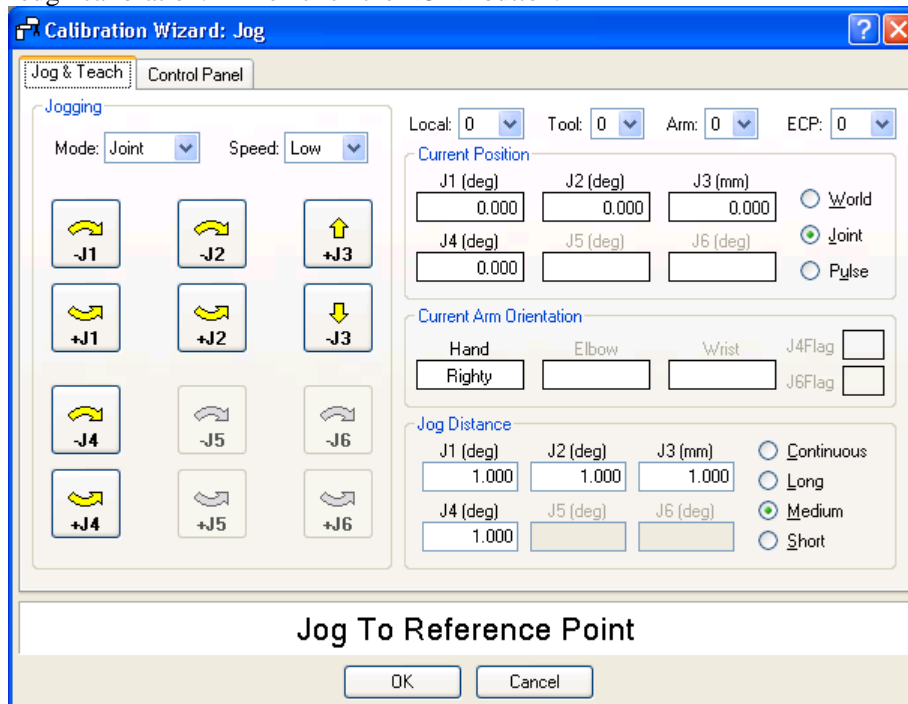 Calibration Wizard: Jog
Jog & Teach Control Panel
Jogging
Mode: Joint Speed: Low
-J1 -J2 +J3
+J1 +J2 -J3
-J4 -J5 -J6
+J4 +J5 +J6
Local: 0 Tool: 0 Arm: 0 ECP: 0
Current Position
J1 (deg) J2 (deg) J3 (mm)
0.000 0.000 0.000
J4 (deg) J5 (deg) J6 (deg)
0.000
World
Joint
Pulse
Current Arm Orientation
Hand Elbow Wrist J4Flag
Righty J6Flag
Jog Distance
J1 (deg) J2 (deg) J3 (mm)
1.000 1.000 1.000
J4 (deg) J5 (deg) J6 (deg)
1.000
Continuous
Long
Medium
Short
Jog To Reference Point
OK Cancel